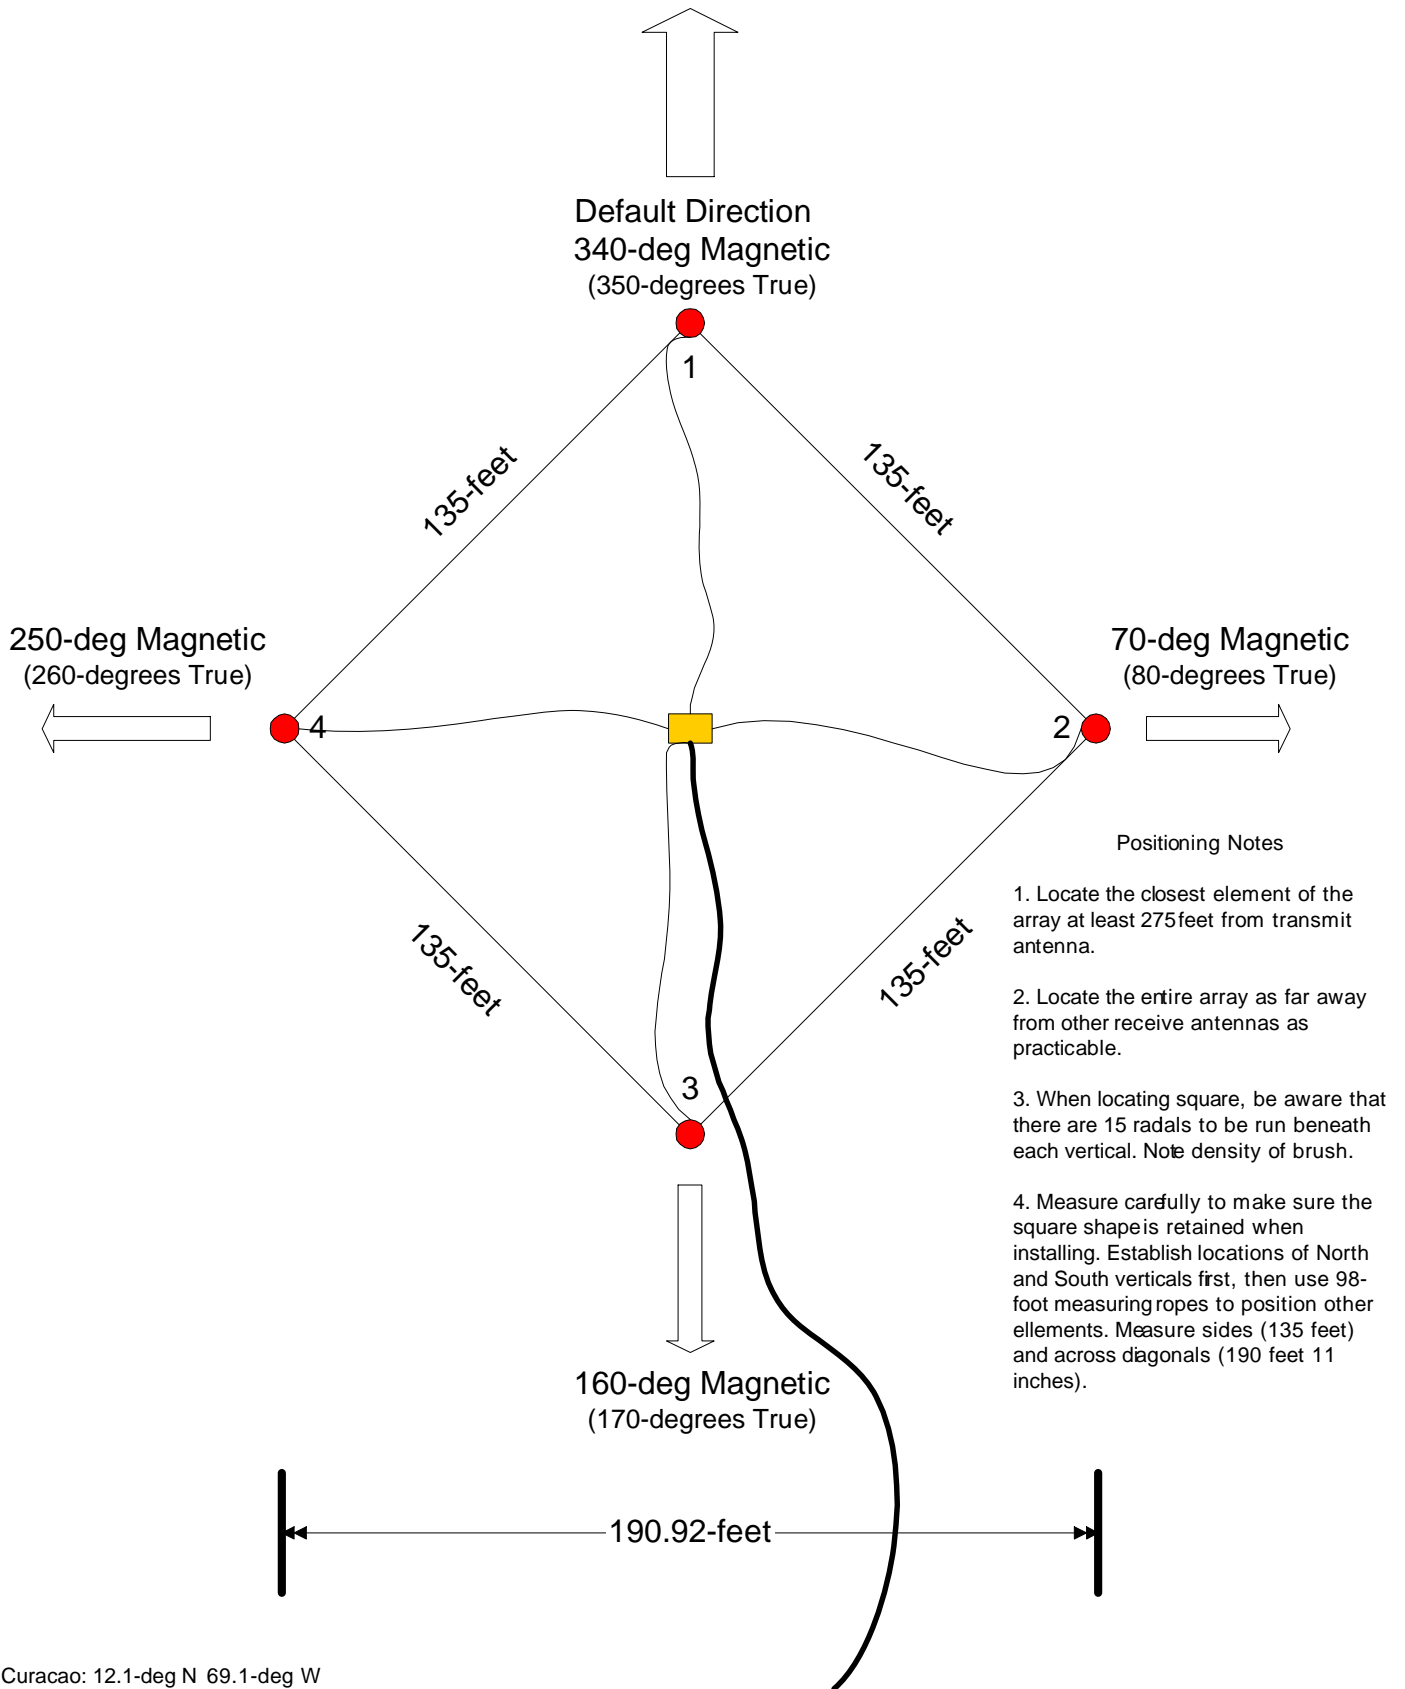 Default Direction
340-deg Magnetic
(350-degrees True)
1
135-feet
135-feet
250-deg Magnetic
(260-degrees True)
70-deg Magnetic
(80-degrees True)
4
2
Positioning Notes
1. Locate the closest element of the
array at least 275 feet from transmit
antenna.
2. Locate the entire array as far away
from other receive antennas as
practicable.
3. When locating square, be aware that
there are 15 radals to be run beneath
each vertical. Note density of brush.
4. Measure carefully to make sure the
square shape is retained when
installing. Establish locations of North
and South verticals first, then use 98-
foot measuring ropes to position other
ellements. Measure sides (135 feet)
and across diagonals (190 feet 11
inches).
135-feet
135-feet
3
160-deg Magnetic
(170-degrees True)
190.92-feet
Curacao: 12.1-deg N 69.1-deg W